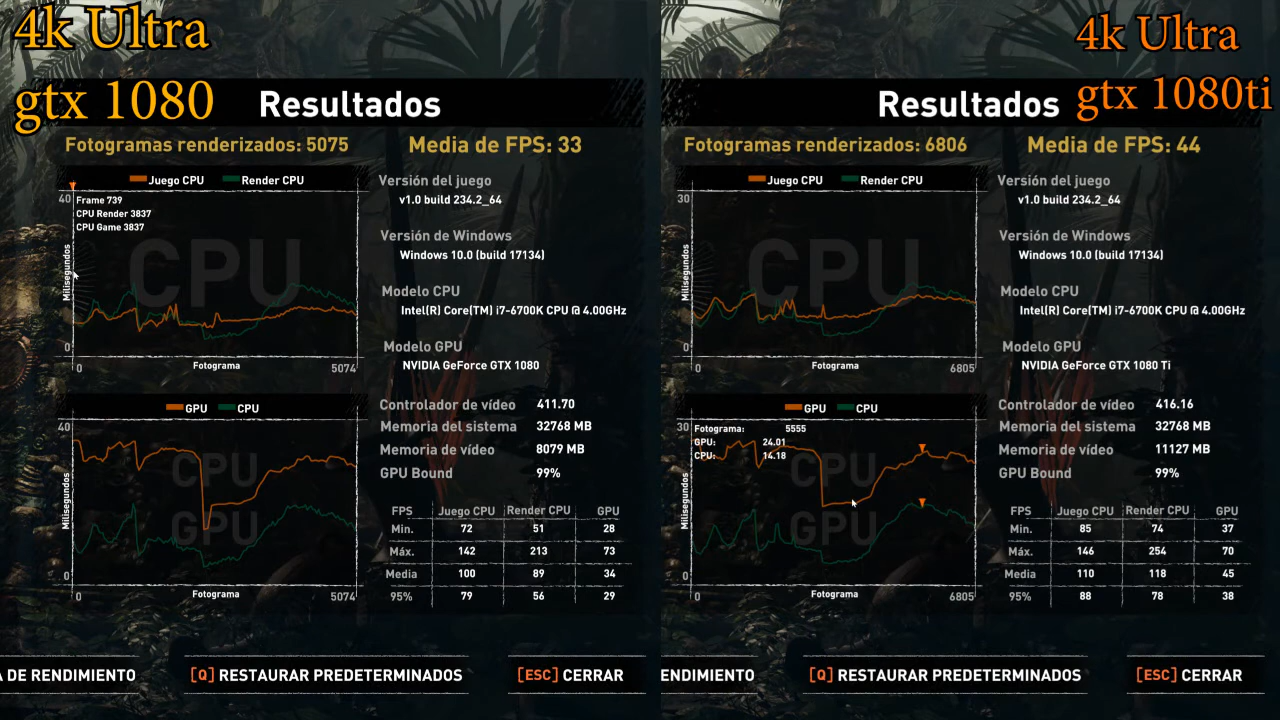 4k Ultra
gtx 1080
Resultados
Fotogramas renderizados: 5075
Media de FPS: 33
Juego CPU
Render CPU
40
Frame 739
CPU Render 3837
CPU Game 3837
CPU
Milisegundos
0
0
Fotograma
5074
Versión del juego
v1.0 build 234.2_64
Versión de Windows
Windows 10.0 (build 17134)
Modelo CPU
Intel(R) Core(TM) i7-6700K CPU @ 4.00GHz
Modelo GPU
NVIDIA GeForce GTX 1080
GPU
CPU
40
CPU
GPU
Milisegundos
0
0
Fotograma
5074
Controlador de vídeo 411.70
Memoria del sistema 32768 MB
Memoria de vídeo 8079 MB
GPU Bound 99%
FPS Juego CPU Render CPU GPU
Min. 72 51 28
Máx. 142 213 73
Media 100 89 34
95% 79 56 29
A DE RENDIMIENTO
[Q] RESTAURAR PREDETERMINADOS
[ESC] CERRAR
4k Ultra
gtx 1080ti
Resultados
Fotogramas renderizados: 6806
Media de FPS: 44
Juego CPU
Render CPU
30
CPU
Milisegundos
0
0
Fotograma
6805
Versión del juego
v1.0 build 234.2_64
Versión de Windows
Windows 10.0 (build 17134)
Modelo CPU
Intel(R) Core(TM) i7-6700K CPU @ 4.00GHz
Modelo GPU
NVIDIA GeForce GTX 1080 Ti
GPU
CPU
30
Fotograma: 5555
GPU: 24.01
CPU: 14.18
CPU
GPU
Milisegundos
0
0
Fotograma
6805
Controlador de vídeo 416.16
Memoria del sistema 32768 MB
Memoria de vídeo 11127 MB
GPU Bound 99%
FPS Juego CPU Render CPU GPU
Min. 85 74 37
Máx. 146 254 70
Media 110 118 45
95% 88 78 38
ENDIMIENTO
[Q] RESTAURAR PREDETERMINADOS
[ESC] CERRAR